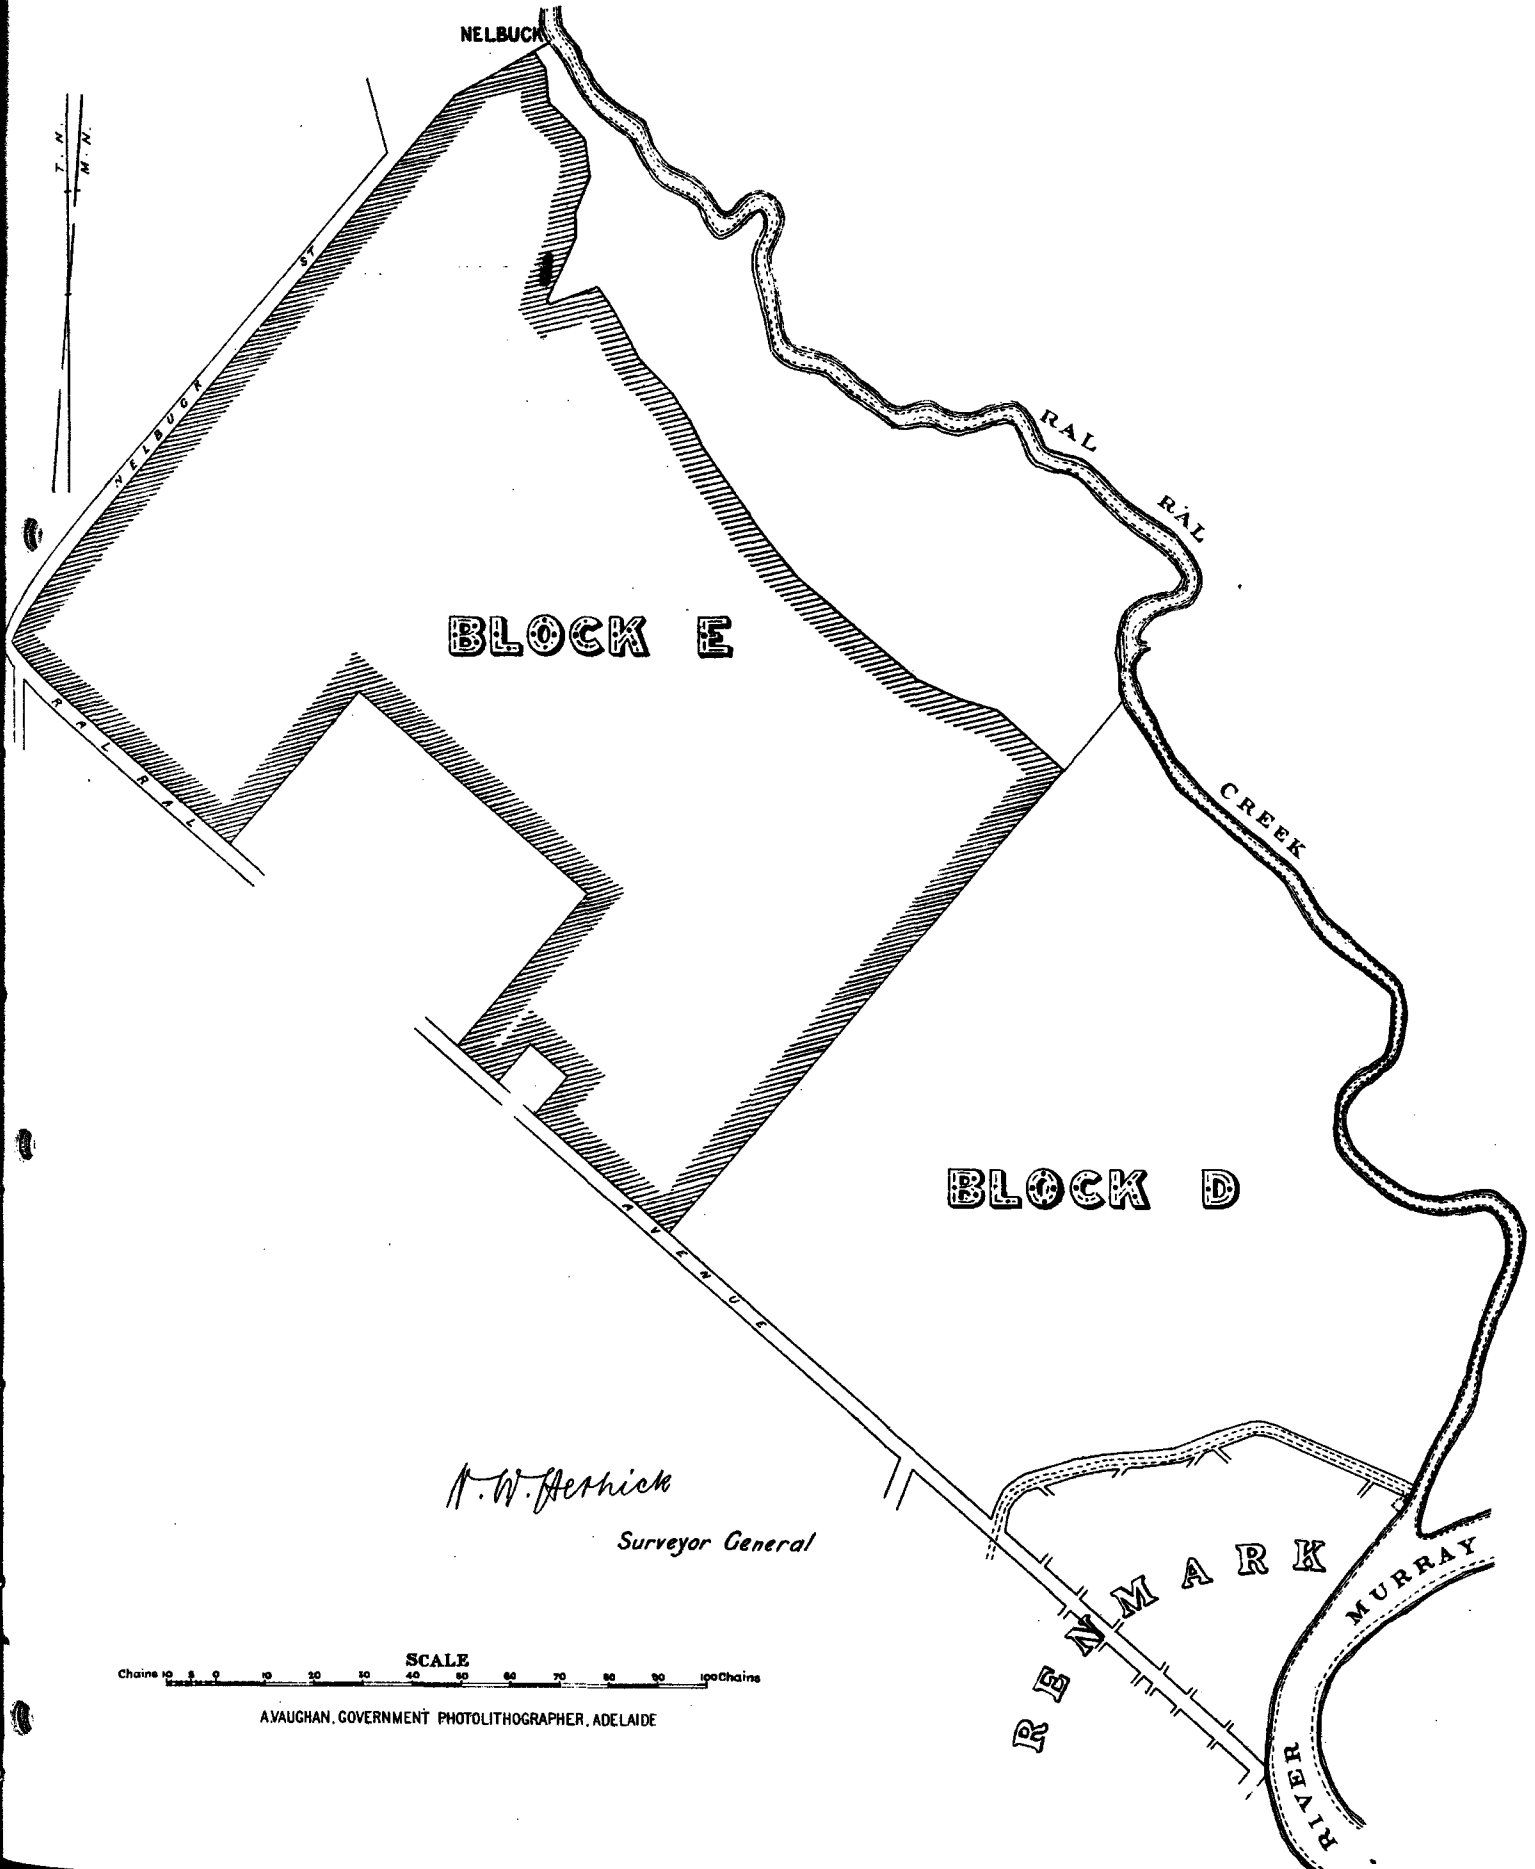 NELBUCK
T. N.
M. N.
NELBUCK ST
RAL RAL CREEK
BLOCK E
RAL RAL AVENUE
BLOCK D
Surveyor General
RENMARK
RIVER MURRAY
SCALE
Chains 10 5 0 10 20 30 40 50 60 70 80 90 100 Chains
A.VAUGHAN, GOVERNMENT PHOTOLITHOGRAPHER, ADELAIDE